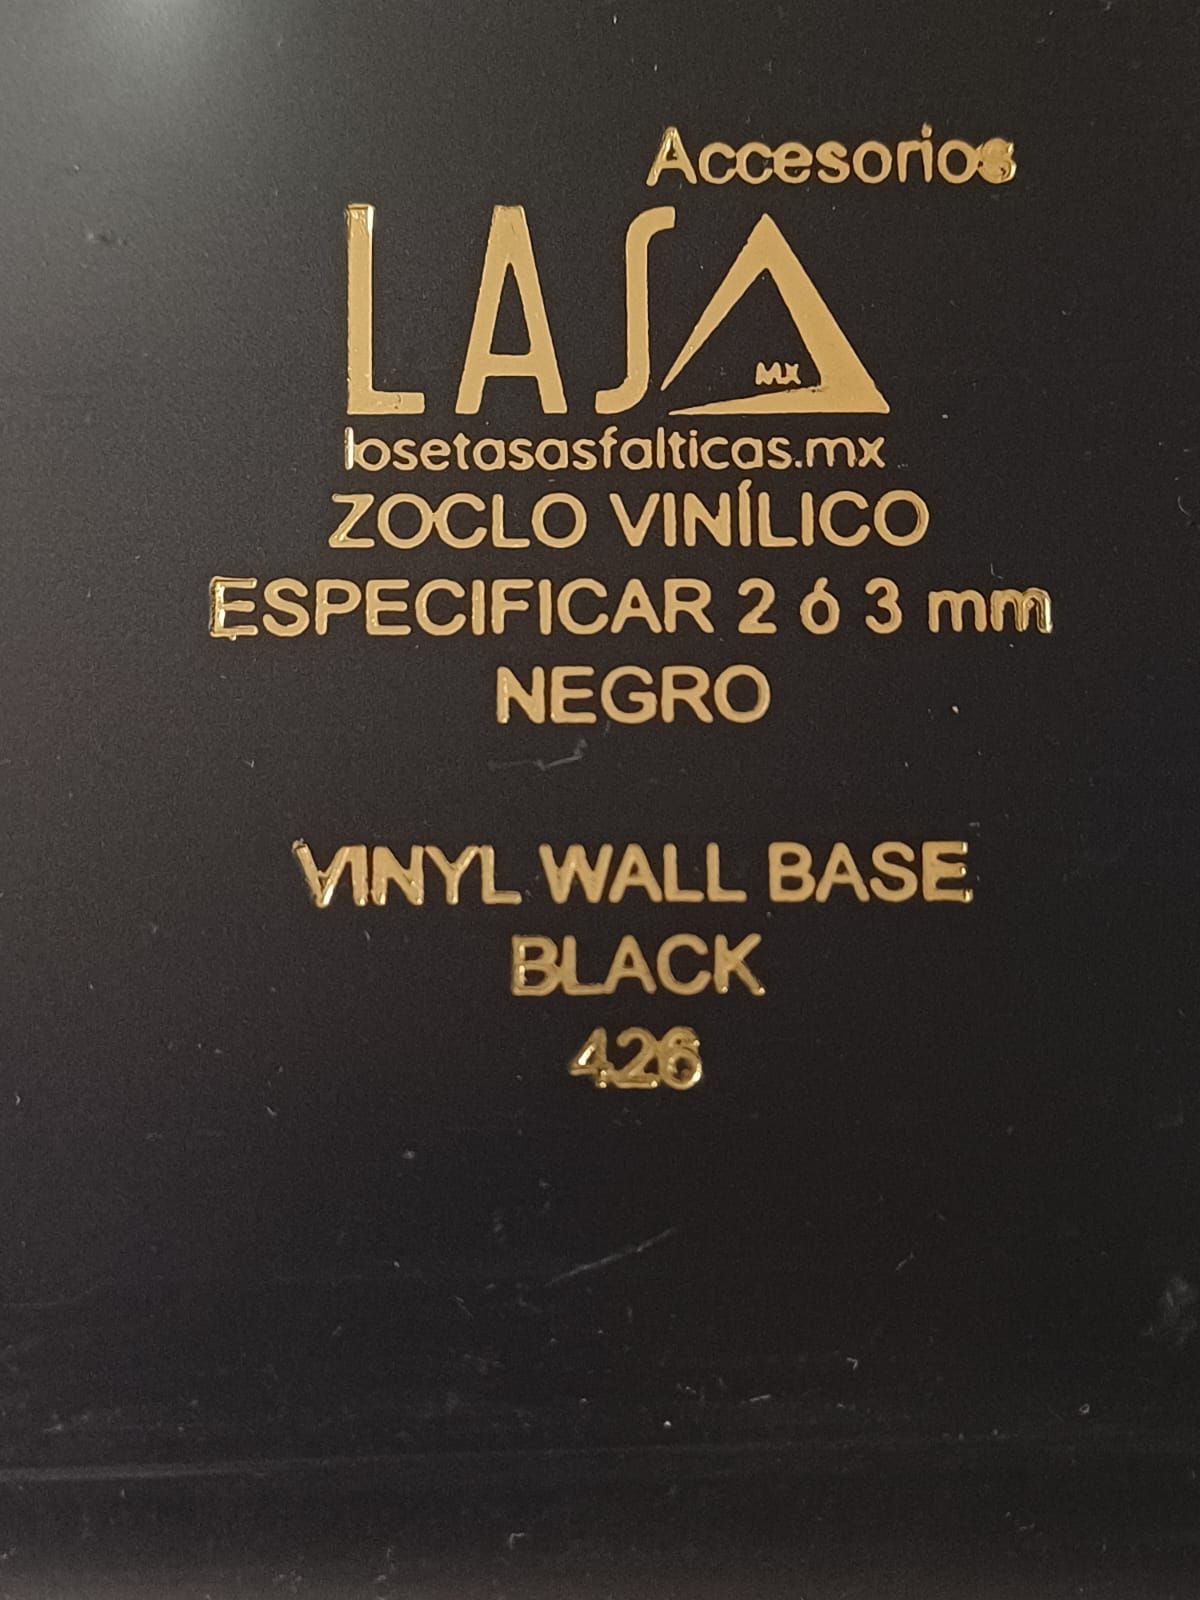 Accesorios
LASA
MX
losetasasfalticas.mx
ZOCLO VINÍLICO
ESPECIFICAR 2 ó 3 mm
NEGRO
VINYL WALL BASE
BLACK
426